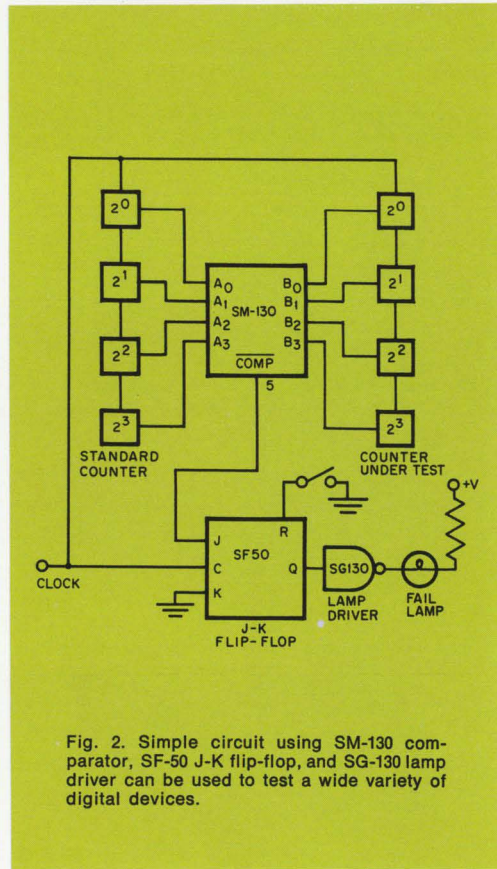 2⁰ 2⁰
2¹ 2¹
2² 2²
2³ 2³
A₀ B₀
A₁ B₁
SM-130
A₂ B₂
A₃ B₃
COMP
5
STANDARD
COUNTER
COUNTER
UNDER TEST
+V
J
R
SF50
C
Q
K
CLOCK
SG130
LAMP
DRIVER
FAIL
LAMP
J-K
FLIP-FLOP
Fig. 2. Simple circuit using SM-130 com-
parator, SF-50 J-K flip-flop, and SG-130 lamp
driver can be used to test a wide variety of
digital devices.